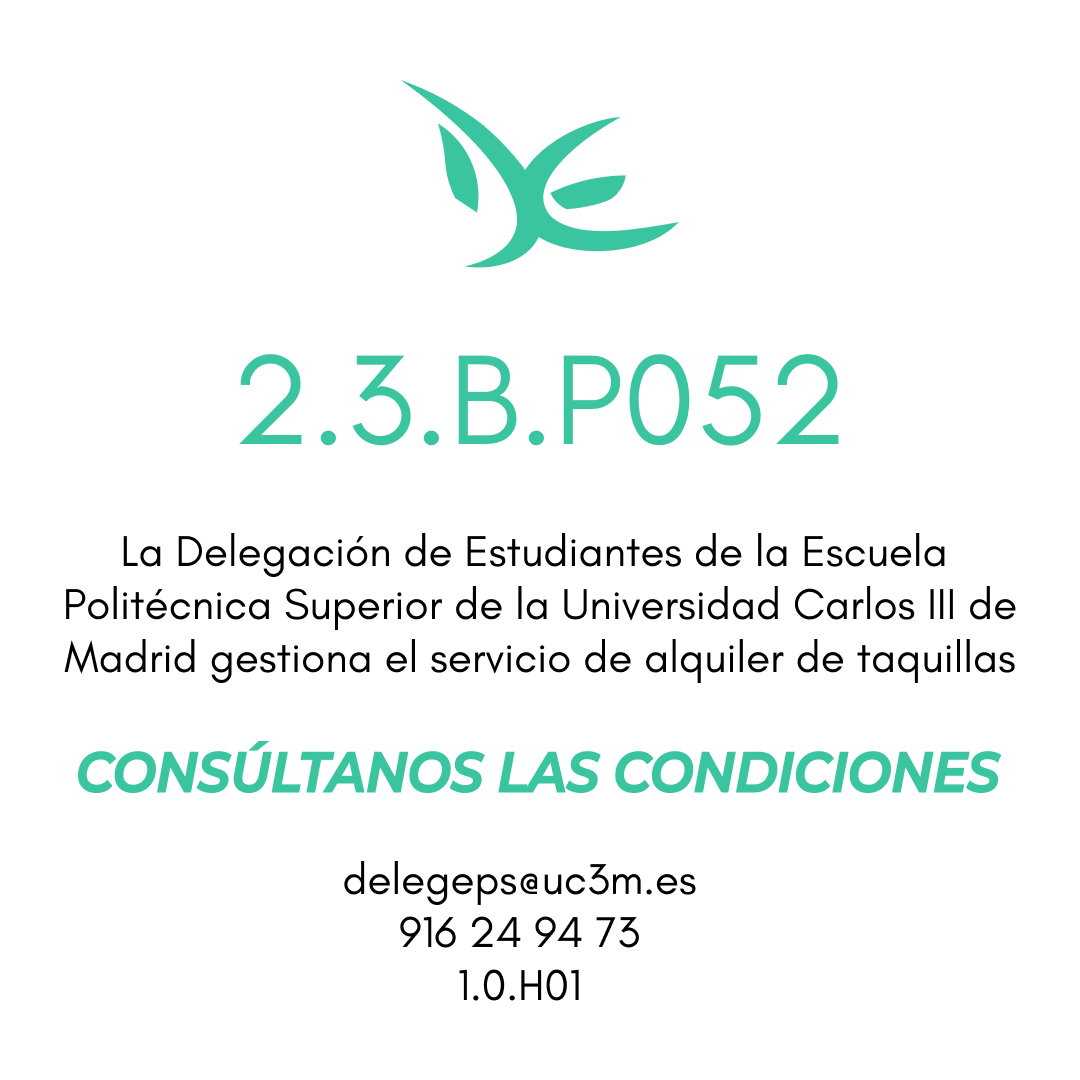 2.3.B.P052
La Delegación de Estudiantes de la Escuela
Politécnica Superior de la Universidad Carlos III de
Madrid gestiona el servicio de alquiler de taquillas
CONSÚLTANOS LAS CONDICIONES
delegeps@uc3m.es
916 24 94 73
1.0.H01